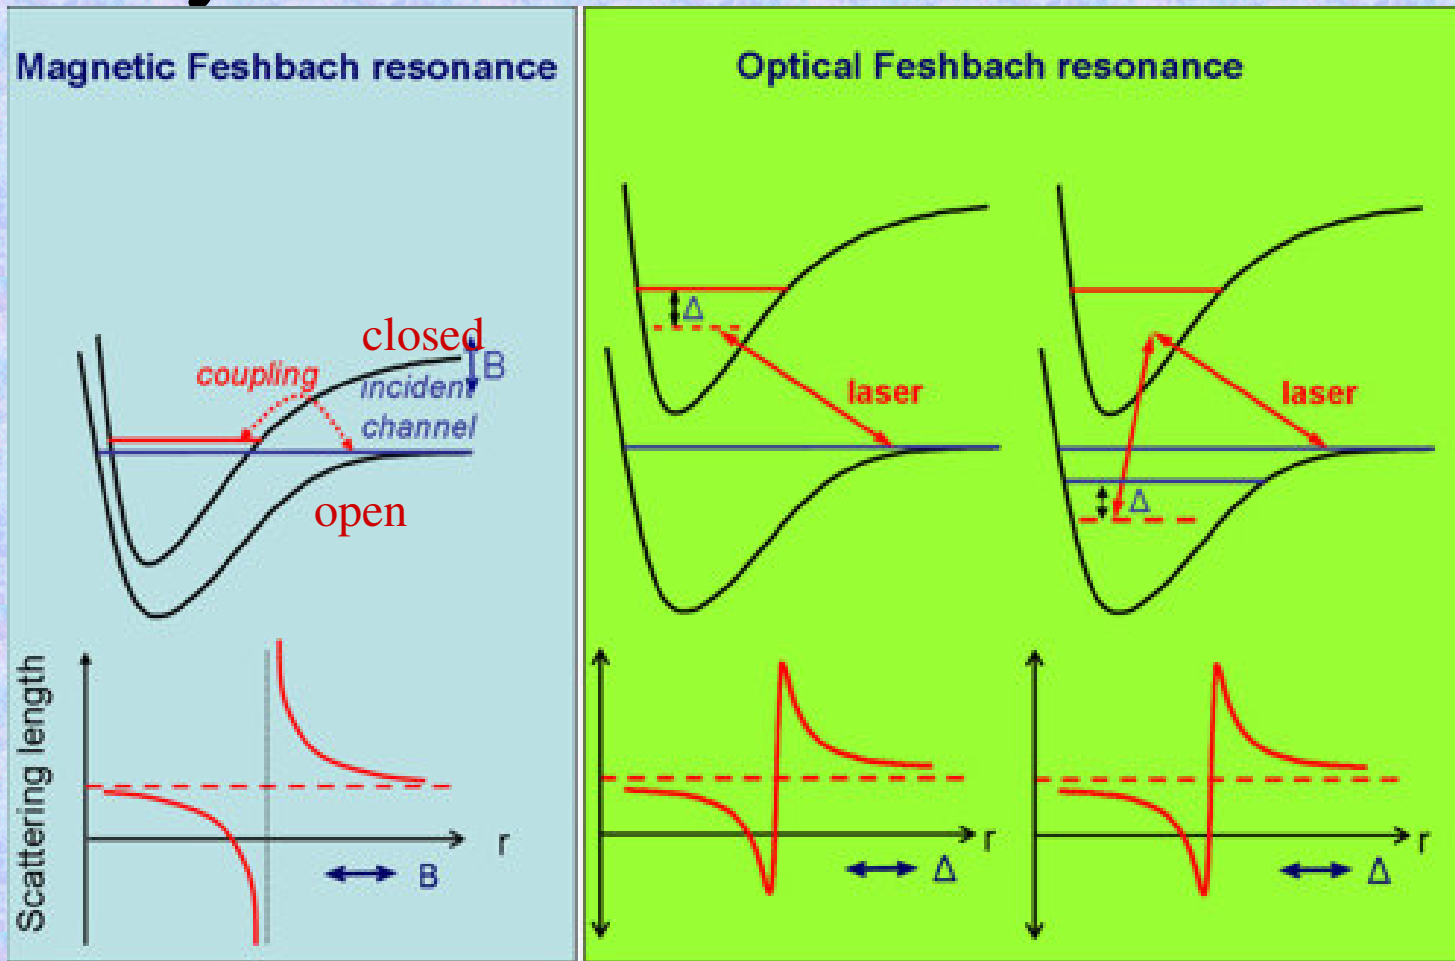 Magnetic Feshbach resonance
closed
coupling
B
incident
channel
open
Scattering length
r
B
Optical Feshbach resonance
Δ
laser
laser
Δ
r
Δ
r
Δ